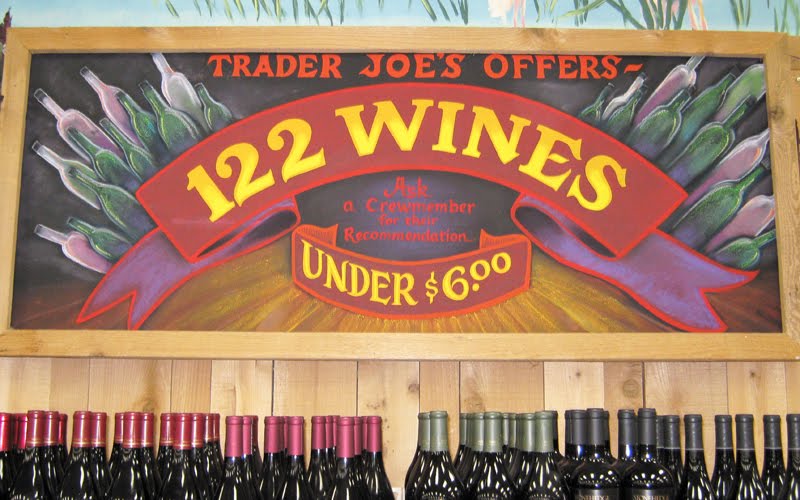 TRADER JOE'S OFFERS~
122 WINES
Ask
a Crewmember
for their
Recommendation...
UNDER $6.00